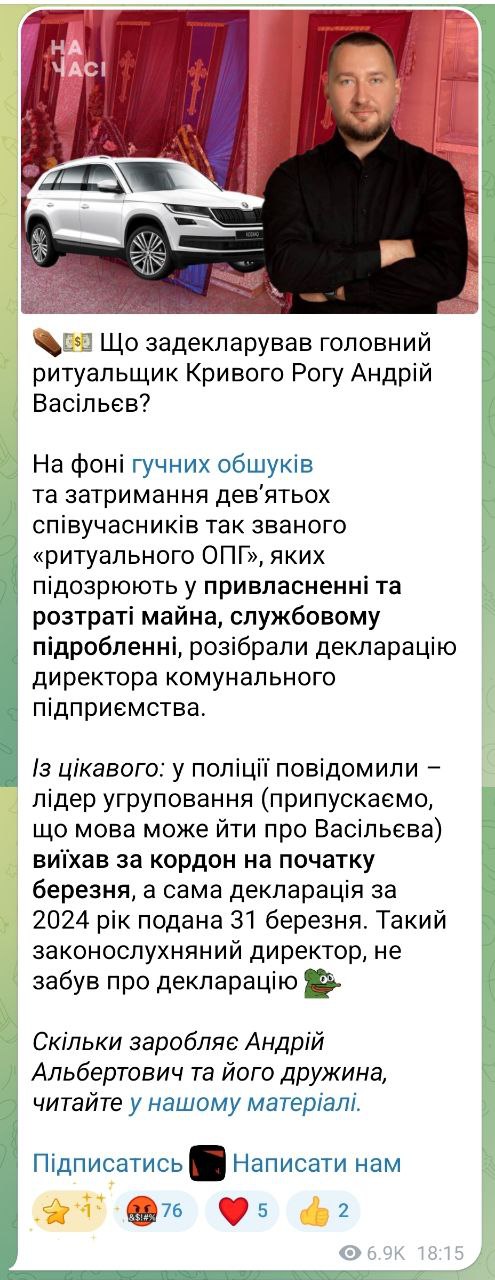 НА
ЧАСІ
KODIAQ
Що задекларував головний
ритуальщик Кривого Рогу Андрій
Васільєв?
На фоні гучних обшуків
та затримання дев’ятьох
співучасників так званого
«ритуального ОПГ», яких
підозрюють у привласненні та
розтраті майна, службовому
підробленні, розібрали декларацію
директора комунального
підприємства.
Із цікавого: у поліції повідомили –
лідер угруповання (припускаємо,
що мова може йти про Васільєва)
виїхав за кордон на початку
березня, а сама декларація за
2024 рік подана 31 березня. Такий
законослухняний директор, не
забув про декларацію
Скільки заробляє Андрій
Альбертович та його дружина,
читайте у нашому матеріалі.
Підписатись Написати нам
1 &$!#% 76 5 2
6.9K 18:15